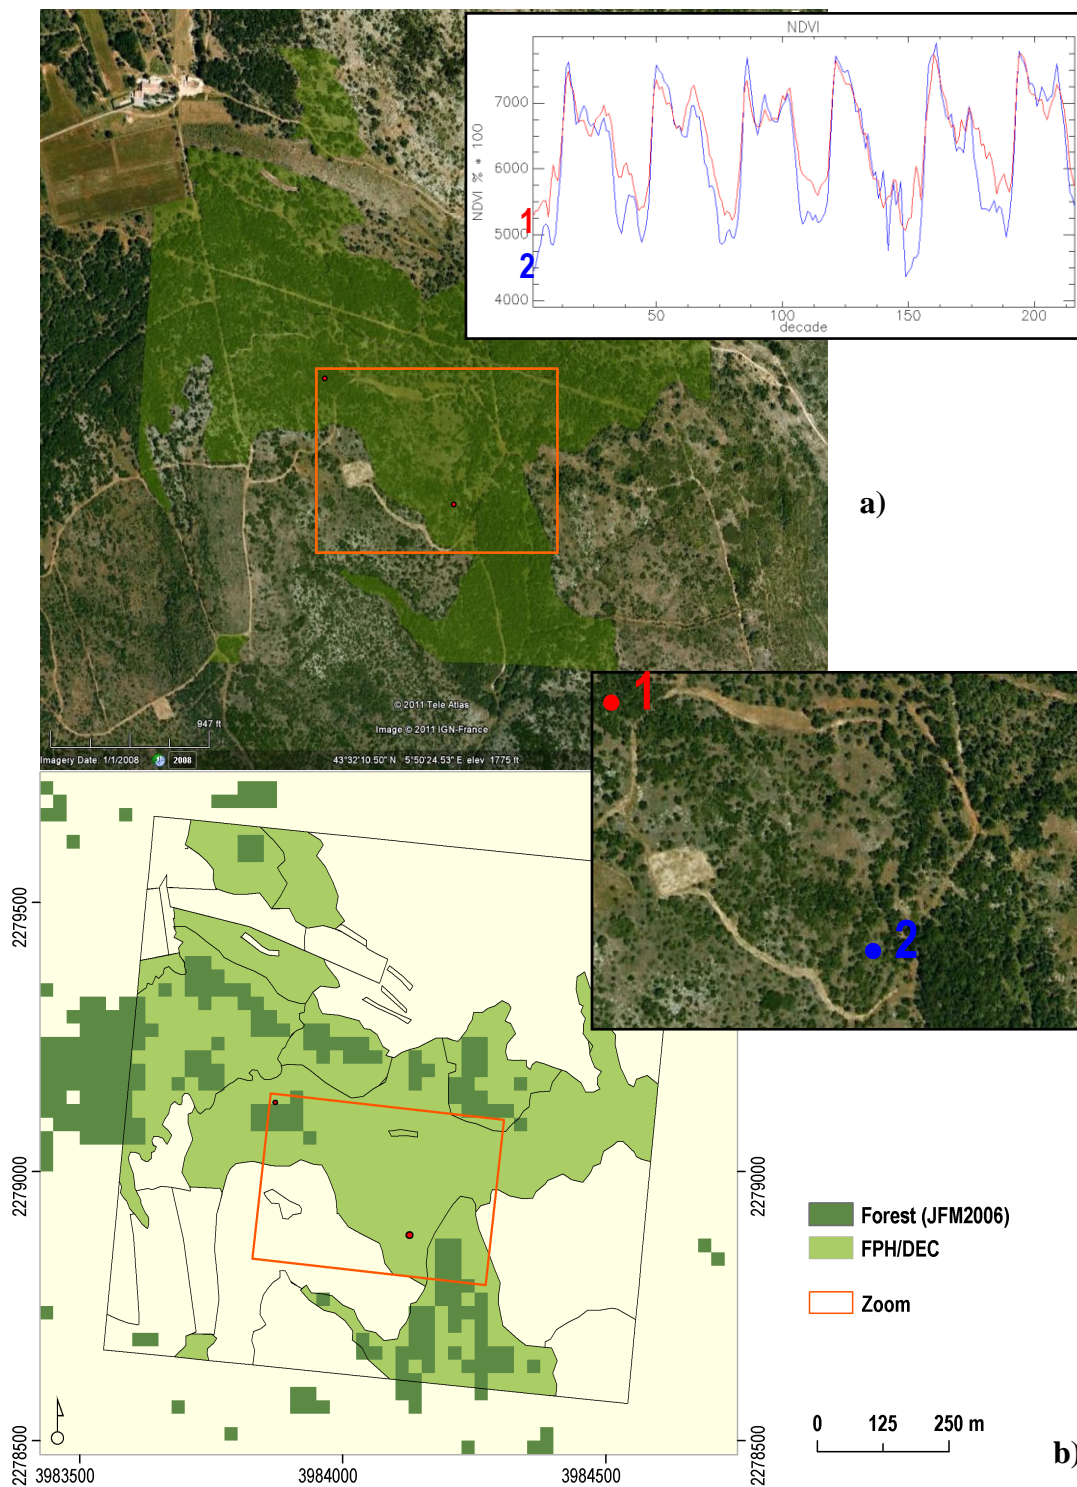 NDVI
NDVI % * 100
7000
6000
5000
4000
1
2
50
100
150
200
decade
a)
© 2011 Tele Atlas
Image © 2011 IGN-France
947 ft
Imagery Date: 1/1/2008
2008
43°32'10.50" N 5°50'24.53" E elev 1775 ft
1
2
2279500
2279000
2278500
2279000
2278500
3983500
3984000
3984500
Forest (JFM2006)
FPH/DEC
Zoom
0
125
250 m
b)